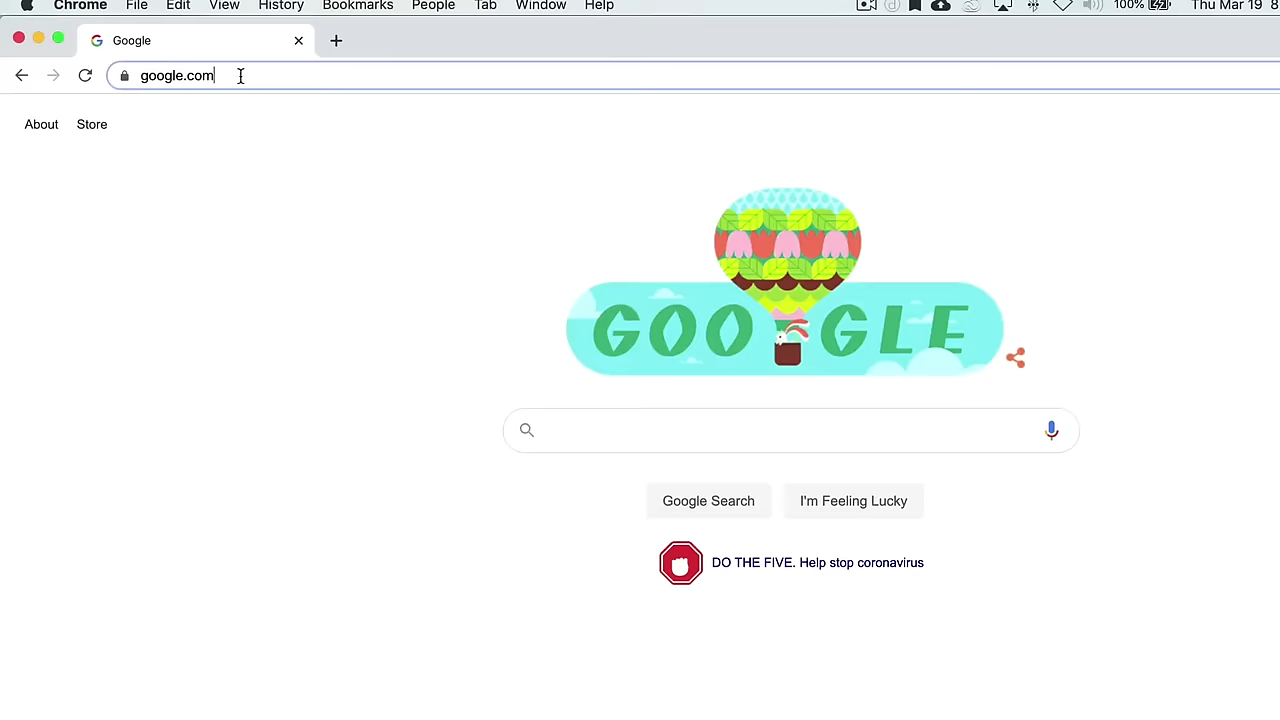 Chrome File Edit View History Bookmarks People Tab Window Help 100% Thu Mar 19 8
Google
google.com
About Store
GOOGLE
Google Search I'm Feeling Lucky
DO THE FIVE. Help stop coronavirus